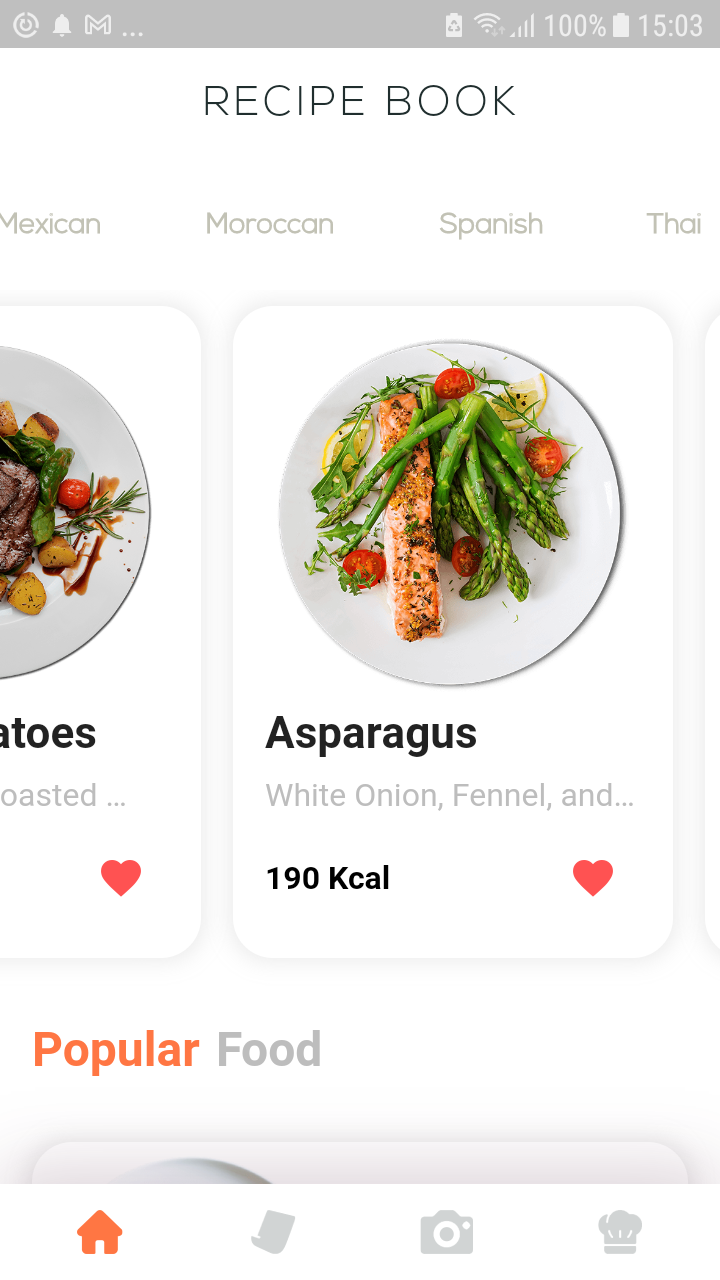 ... 100% 15:03
RECIPE BOOK
Mexican Moroccan Spanish Thai
atoes
oasted ...
Asparagus
White Onion, Fennel, and...
190 Kcal
Popular Food